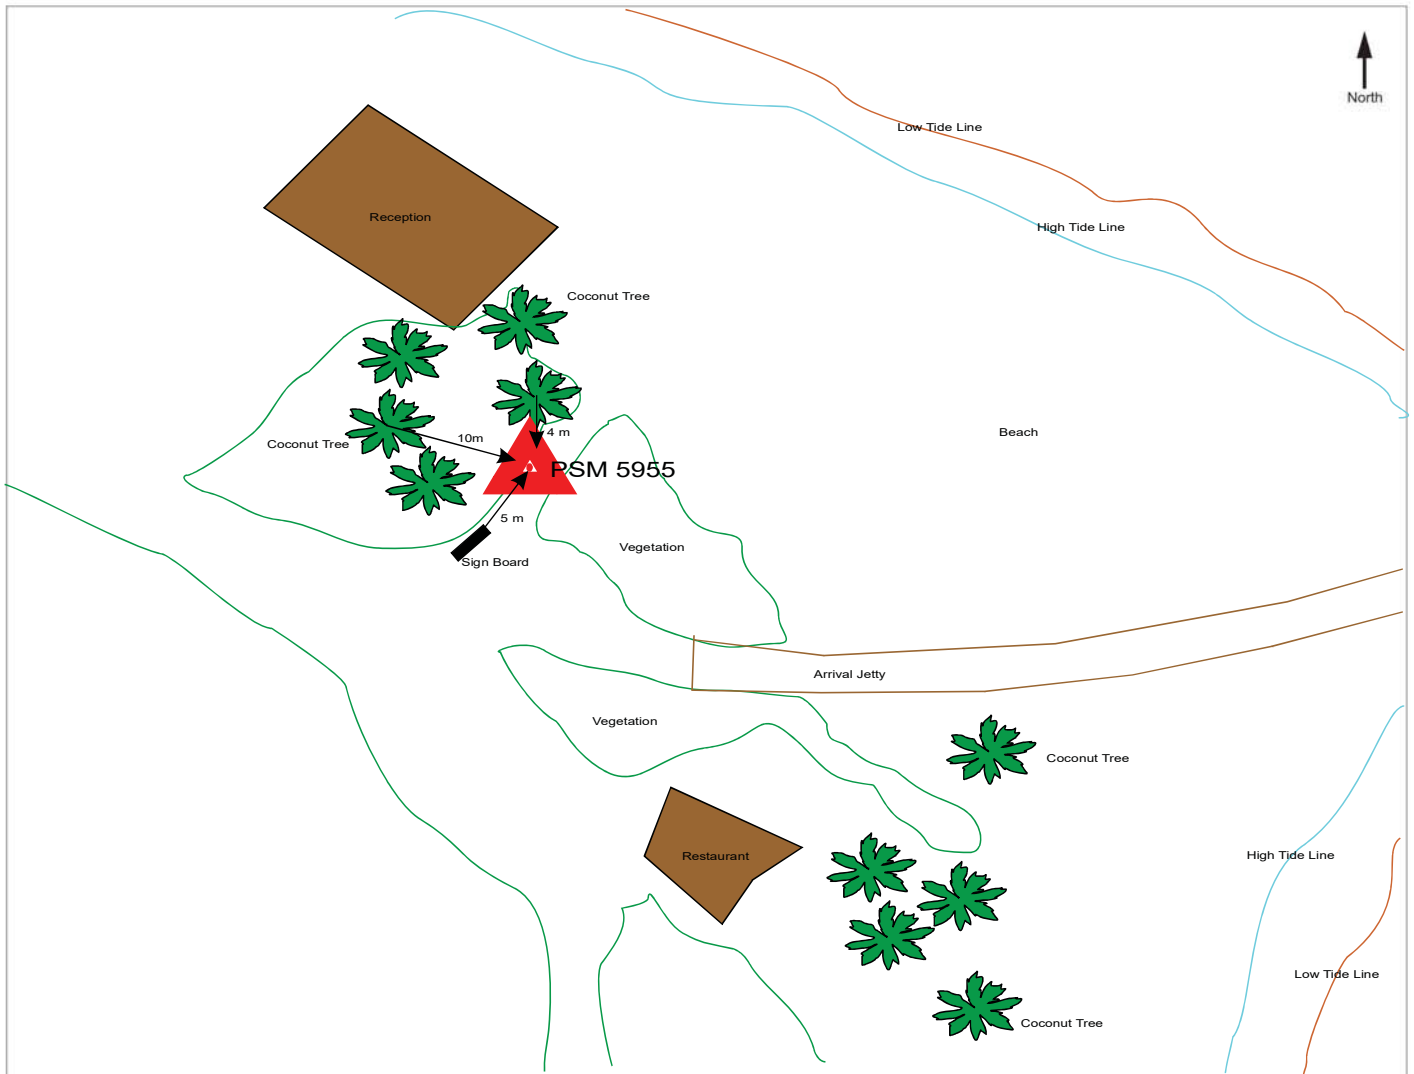 North
Low Tide Line
Reception
High Tide Line
Coconut Tree
Beach
Coconut Tree
10m
4 m
PSM 5955
5 m
Vegetation
Sign Board
Arrival Jetty
Vegetation
Coconut Tree
Restaurant
High Tide Line
Low Tide Line
Coconut Tree